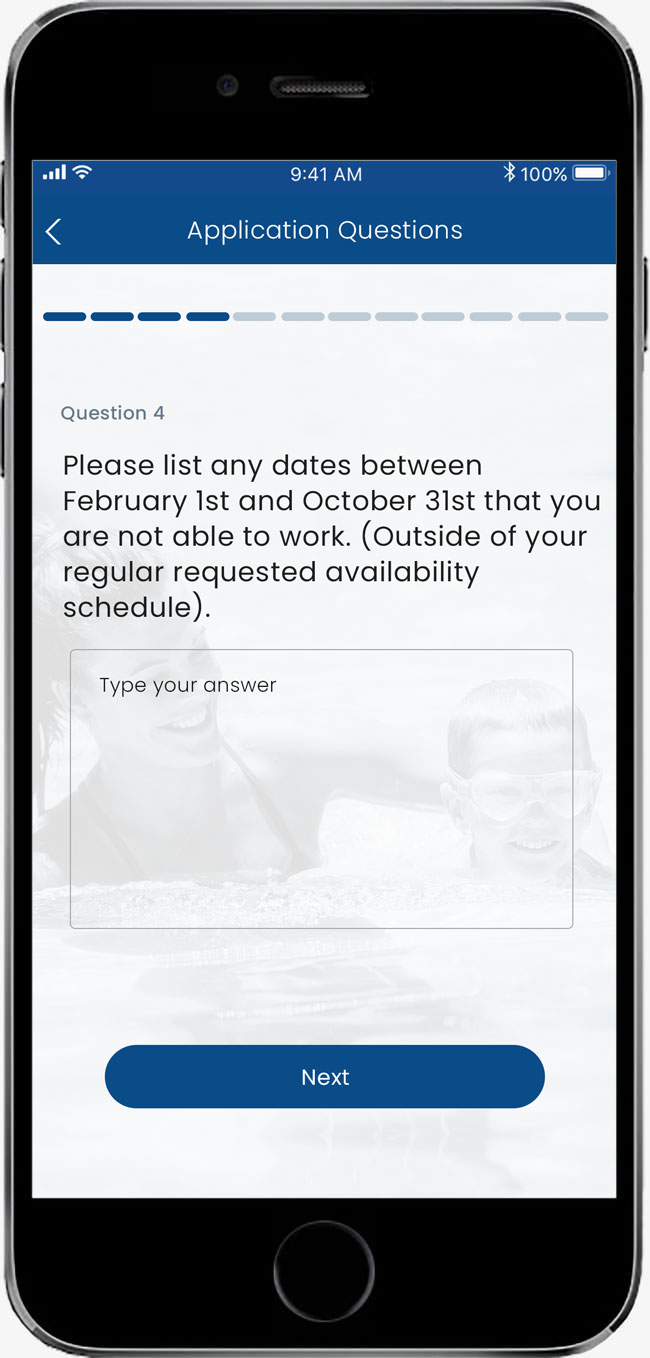 9:41 AM
100%
Application Questions
Question 4
Please list any dates between
February 1st and October 31st that you
are not able to work. (Outside of your
regular requested availability
schedule).
Type your answer
Next